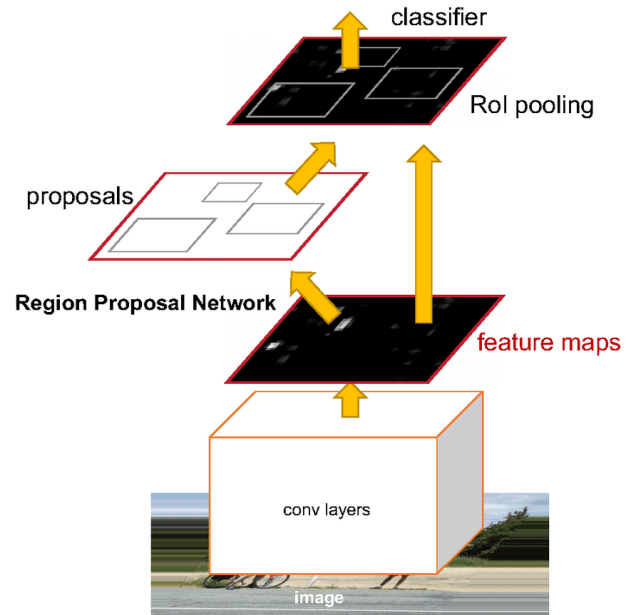 classifier
RoI pooling
proposals
Region Proposal Network
feature maps
conv layers
image